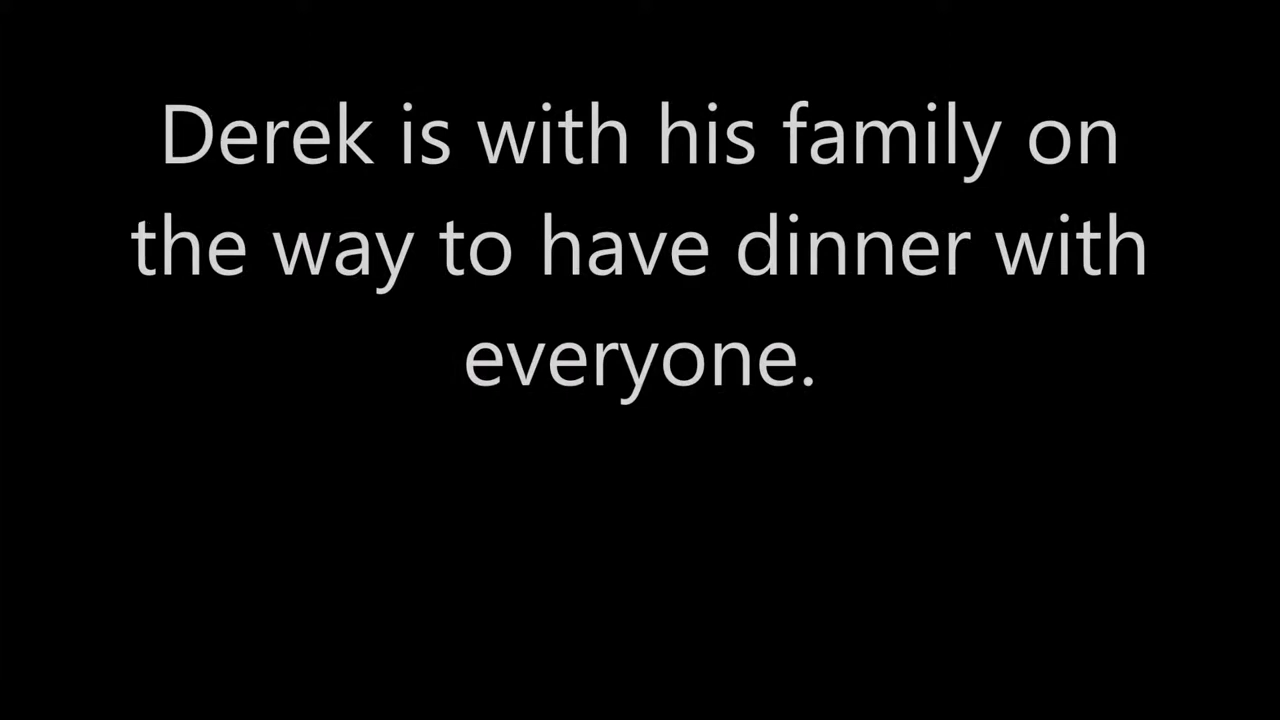 Derek is with his family on
the way to have dinner with
everyone.